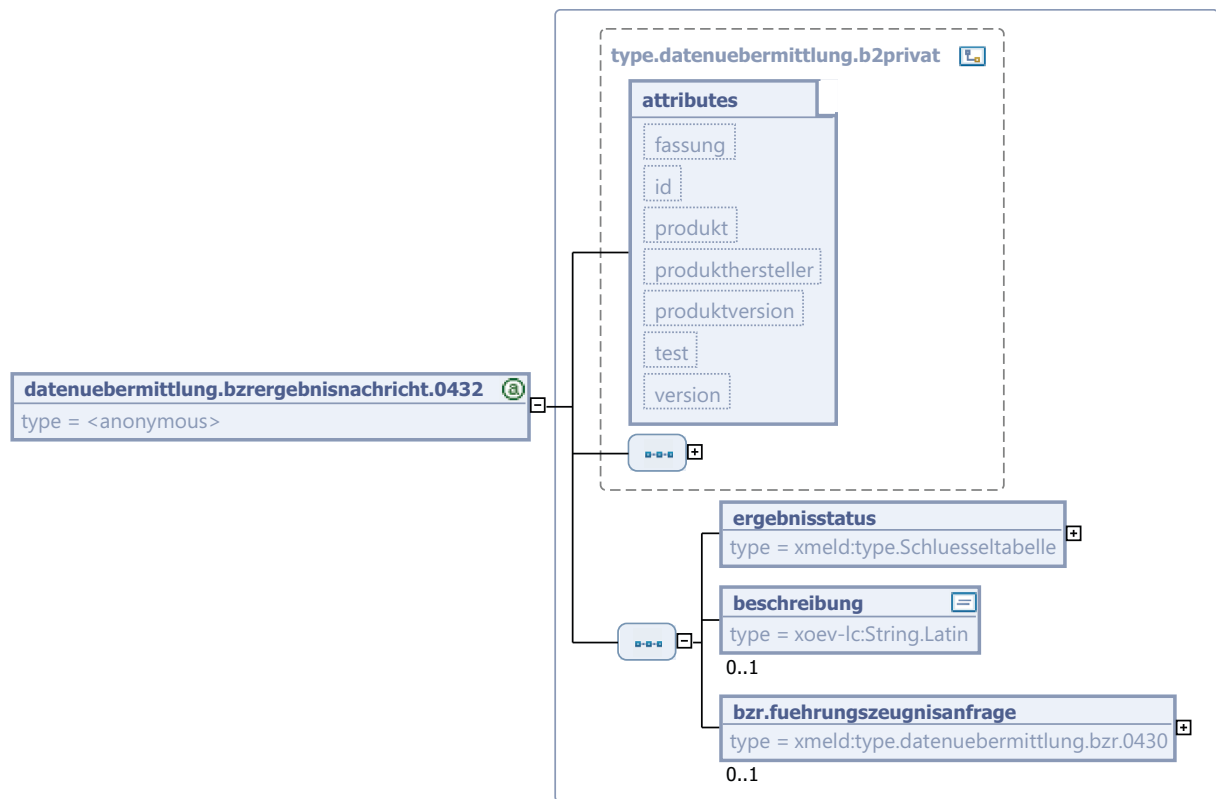 type.datenuebermittlung.b2privat
attributes
fassung
id
produkt
produkthersteller
produktversion
test
version
datenuebermittlung.bzrergebnisnachricht.0432
type = <anonymous>
ergebnisstatus
type = xmeld:type.Schluesseltabelle
beschreibung
type = xoev-lc:String.Latin
0..1
bzr.fuehrungszeugnisanfrage
type = xmeld:type.datenuebermittlung.bzr.0430
0..1